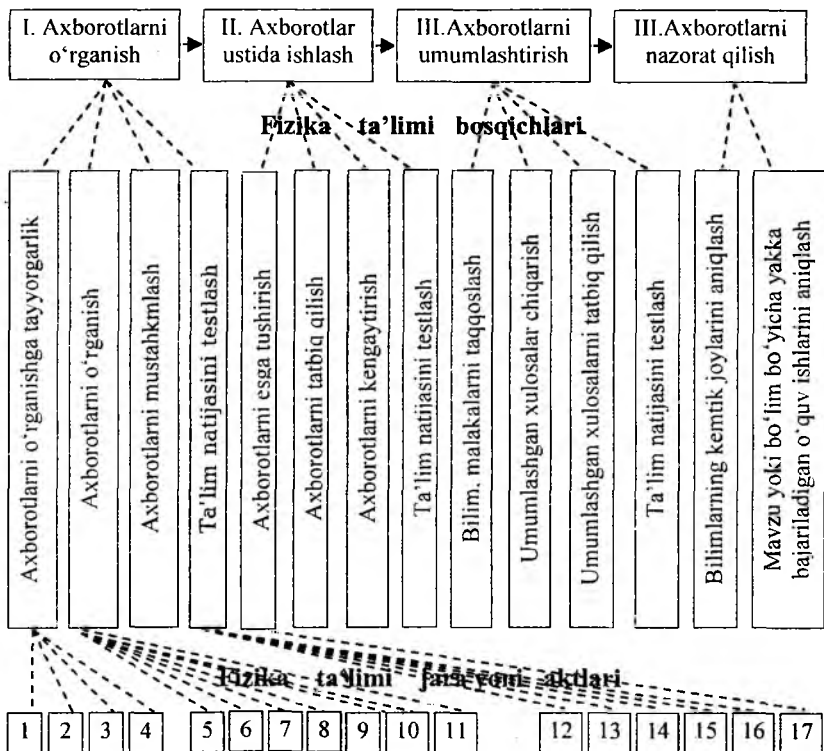 I. Axborotlarni
o‘rganish
II. Axborotlar
ustida ishlash
III.Axborotlarni
umumlashtirish
III.Axborotlarni
nazorat qilish
Fizika ta’limi bosqichlari
Axborotlarni o‘rganishga tayyorgarlik
Axborotlarni o‘rganish
Axborotlarni mustahkmlash
Ta’lim natijasini testlash
Axborotlarni esga tushirish
Axborotlarni tatbiq qilish
Axborotlarni kengaytirish
Ta’lim natijasini testlash
Bilim, malakalarni taqqoslash
Umumlashgan xulosalar chiqarish
Umumlashgan xulosalarni tatbiq qilish
Ta’lim natijasini testlash
Bilimlarning kemtik joylarini aniqlash
Mavzu yoki bo‘lim bo‘yicha yakka
bajariladigan o‘quv ishlarini aniqlash
Fizika ta’limi jarayoni aktlari
1 2 3 4 5 6 7 8 9 10 11 12 13 14 15 16 17